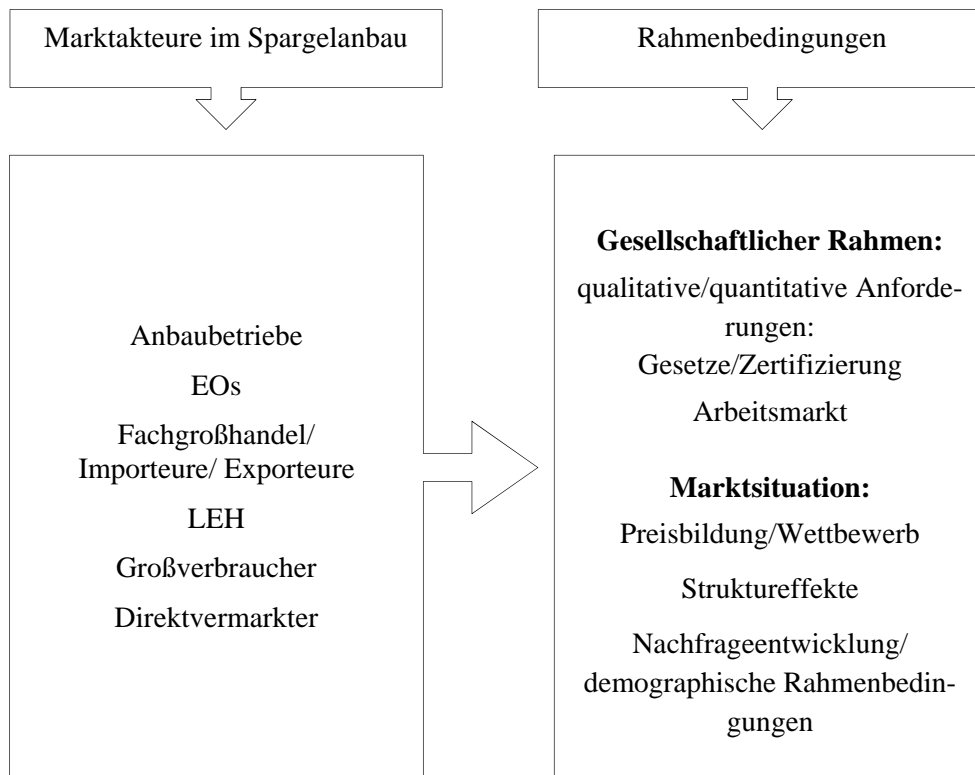 Marktakteure im Spargelanbau
Rahmenbedingungen
Anbaubetriebe
EOs
Fachgroßhandel/
Importeure/ Exporteure
LEH
Großverbraucher
Direktvermarkter
Gesellschaftlicher Rahmen:
qualitative/quantitative Anforde-
rungen:
Gesetze/Zertifizierung
Arbeitsmarkt
Marktsituation:
Preisbildung/Wettbewerb
Struktureffekte
Nachfrageentwicklung/
demographische Rahmenbedin-
gungen